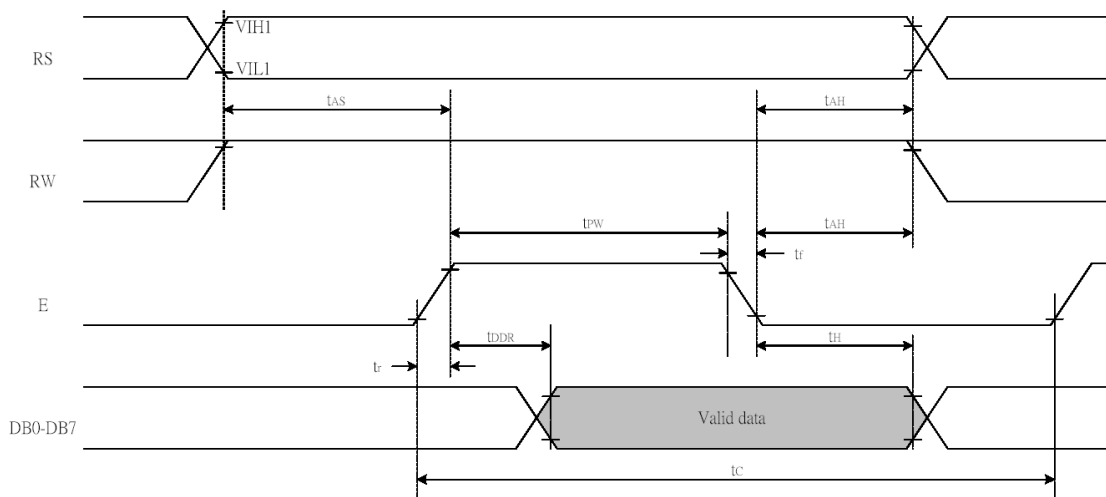 VIH1
RS
VIL1
tAS
tAH
RW
tPW
tAH
tf
E
tDDR
tH
tr
Valid data
DB0-DB7
tC